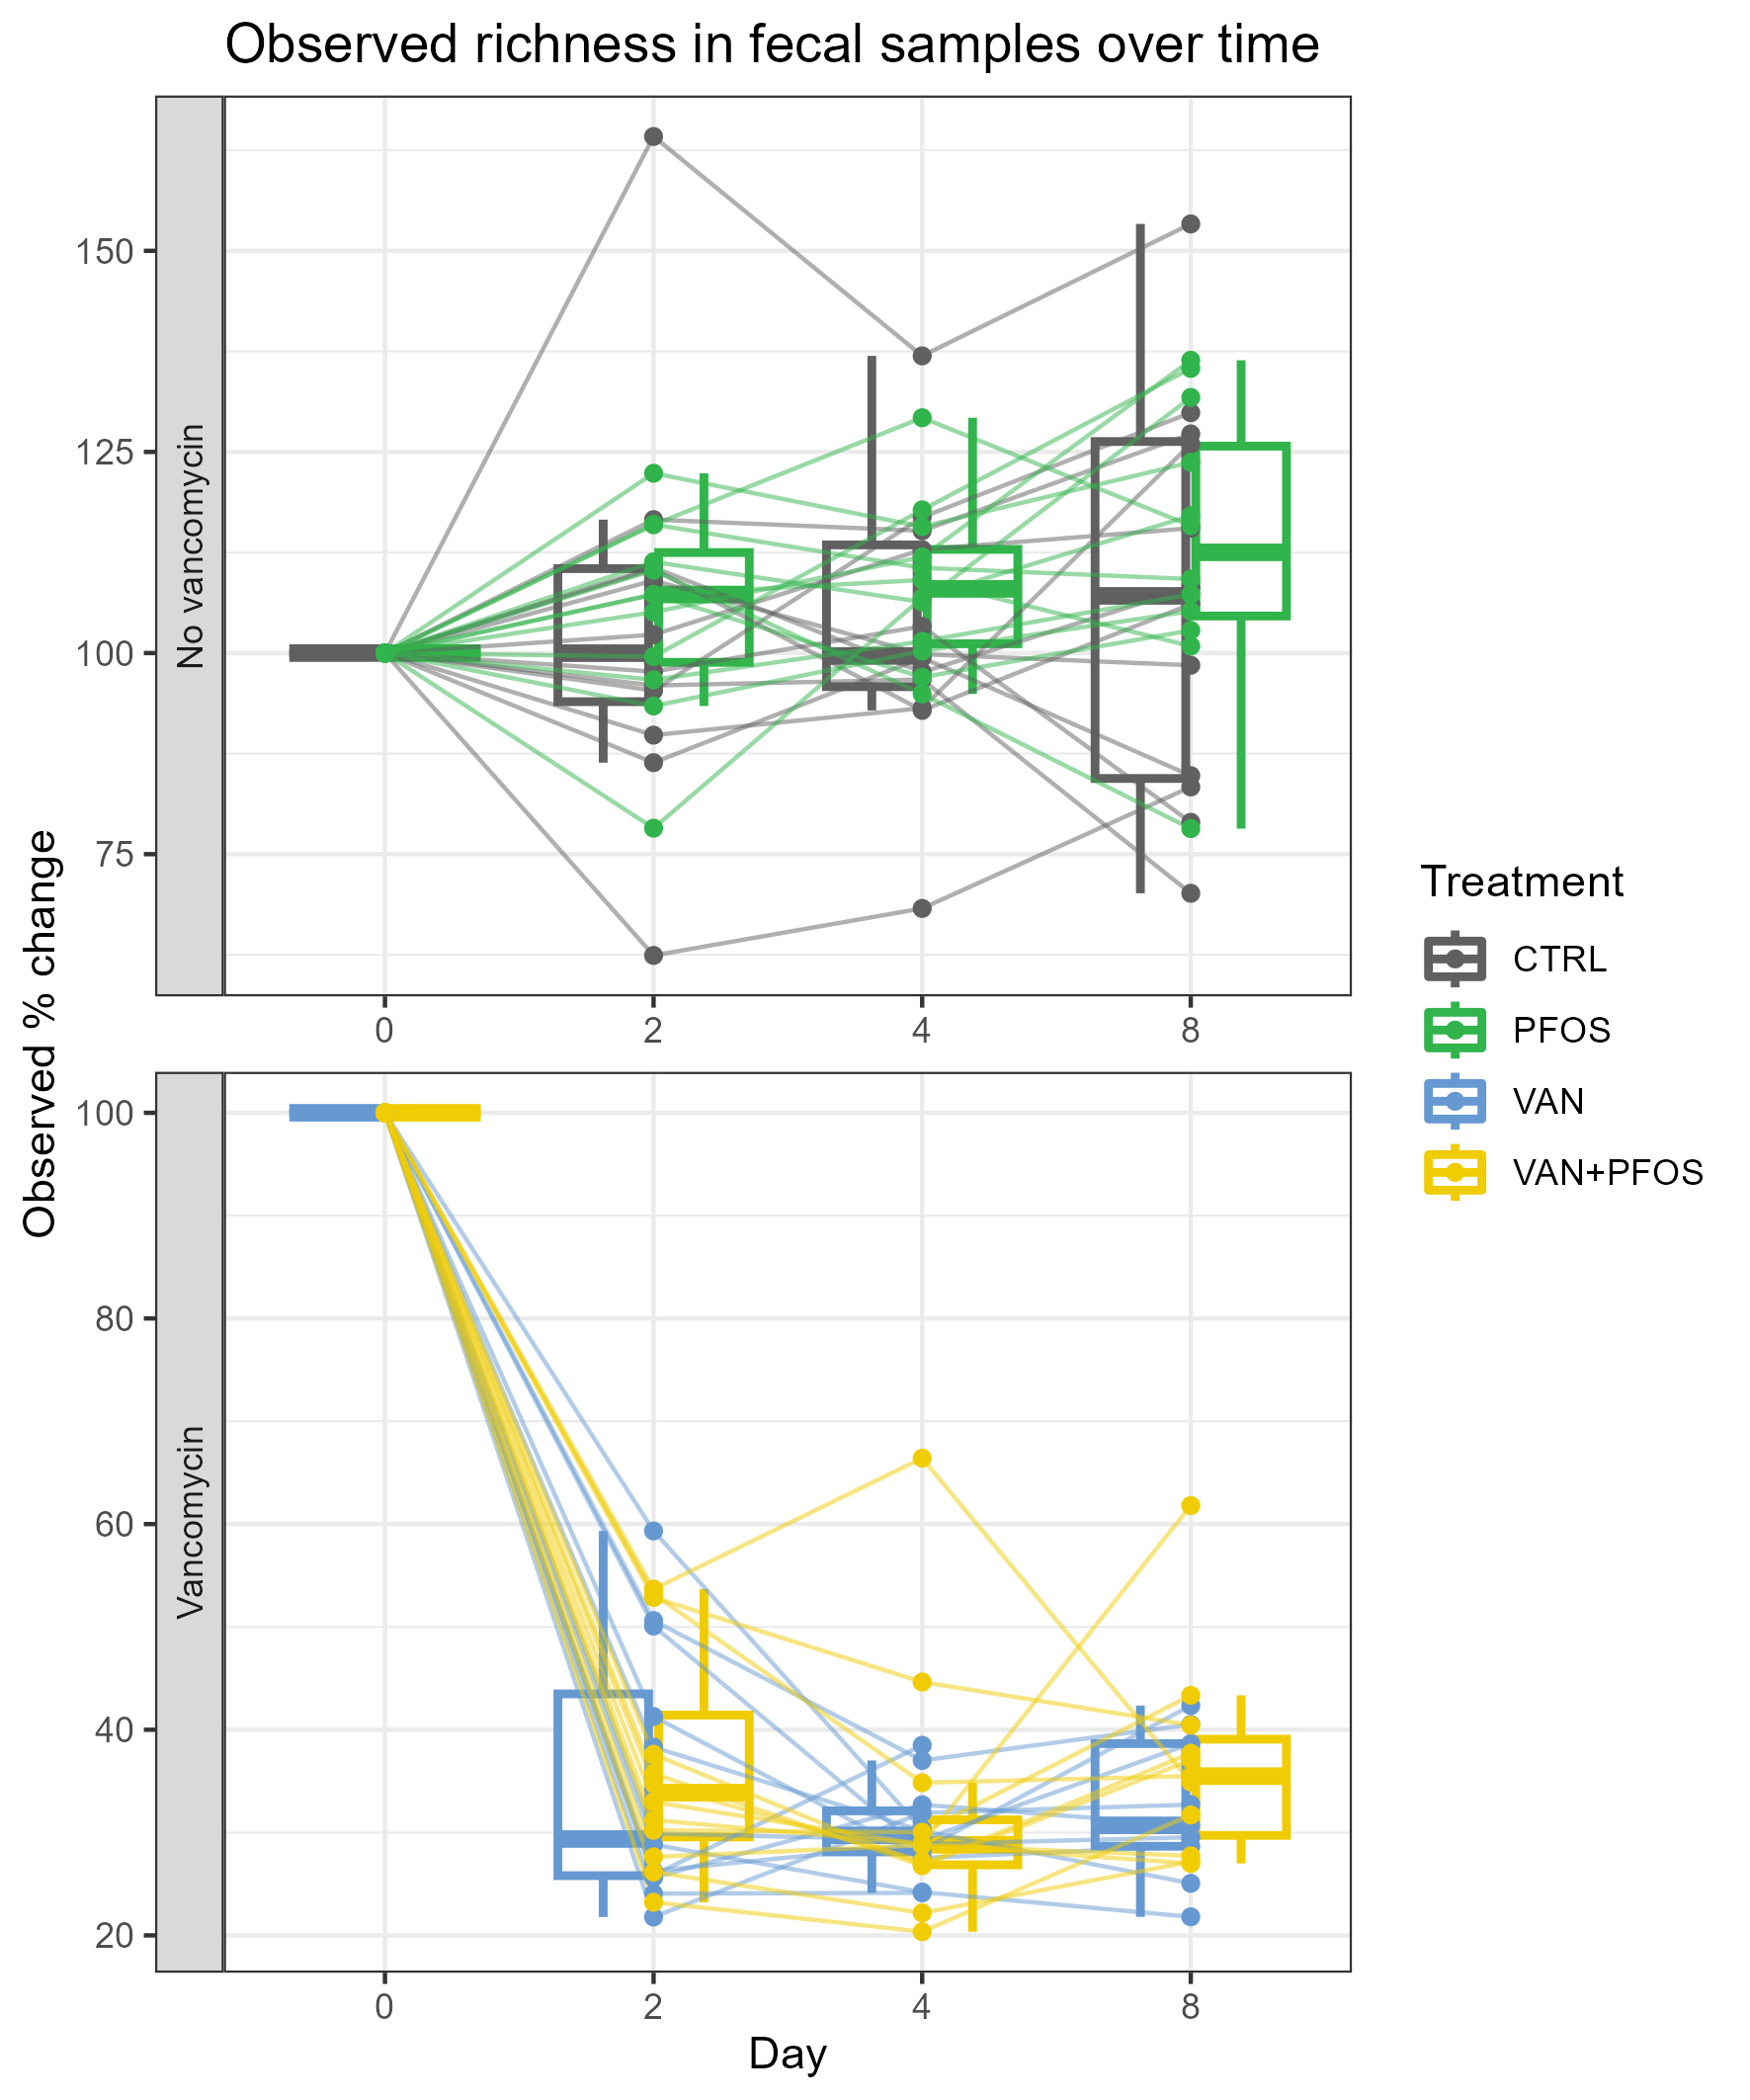 Observed richness in fecal samples over time
Observed % change
No vancomycin
150
125
100
75
0 2 4 8
Vancomycin
100
80
60
40
20
0 2 4 8
Day
Treatment
CTRL
PFOS
VAN
VAN+PFOS